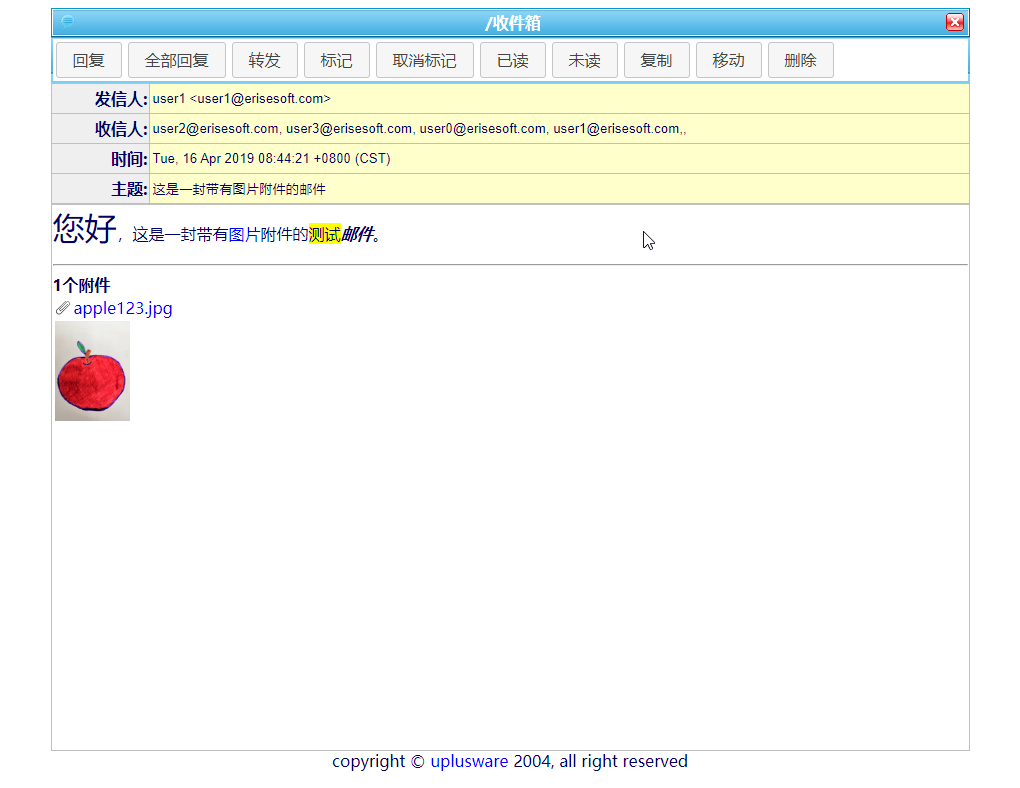 /收件箱
回复 全部回复 转发 标记 取消标记 已读 未读 复制 移动 删除
发信人: user1 <user1@erisesoft.com>
收信人: user2@erisesoft.com, user3@erisesoft.com, user0@erisesoft.com, user1@erisesoft.com,,
时间: Tue, 16 Apr 2019 08:44:21 +0800 (CST)
主题: 这是一封带有图片附件的邮件
您好，这是一封带有图片附件的测试邮件。
1个附件
apple123.jpg
copyright © uplusware 2004, all right reserved